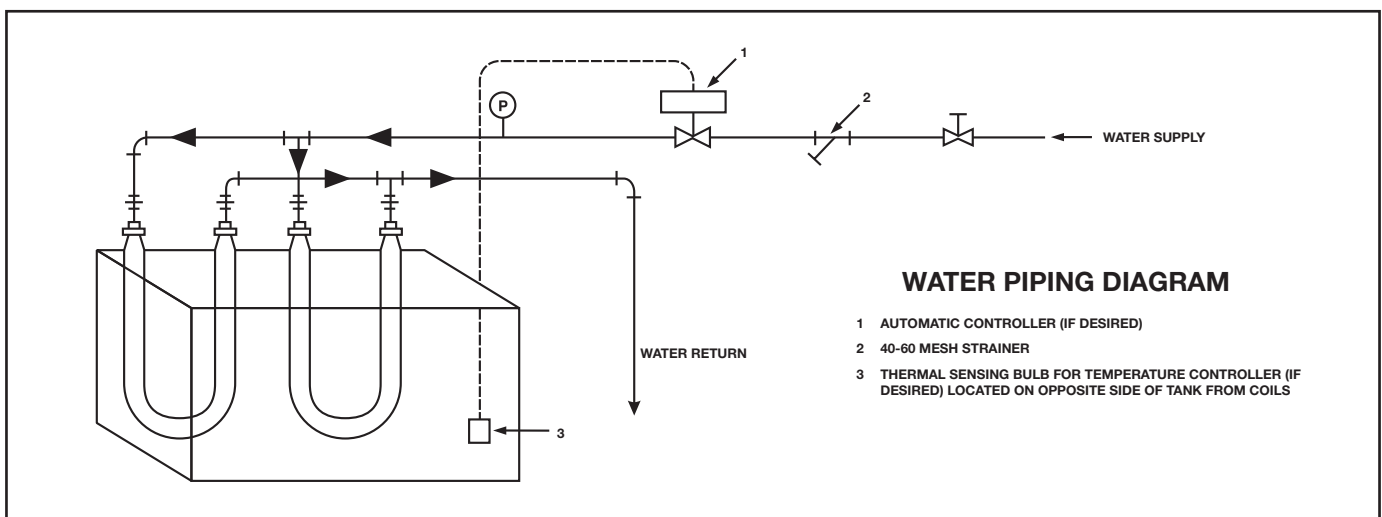 1
P
2
WATER SUPPLY
WATER PIPING DIAGRAM
1 AUTOMATIC CONTROLLER (IF DESIRED)
2 40-60 MESH STRAINER
WATER RETURN
3 THERMAL SENSING BULB FOR TEMPERATURE CONTROLLER (IF
DESIRED) LOCATED ON OPPOSITE SIDE OF TANK FROM COILS
3